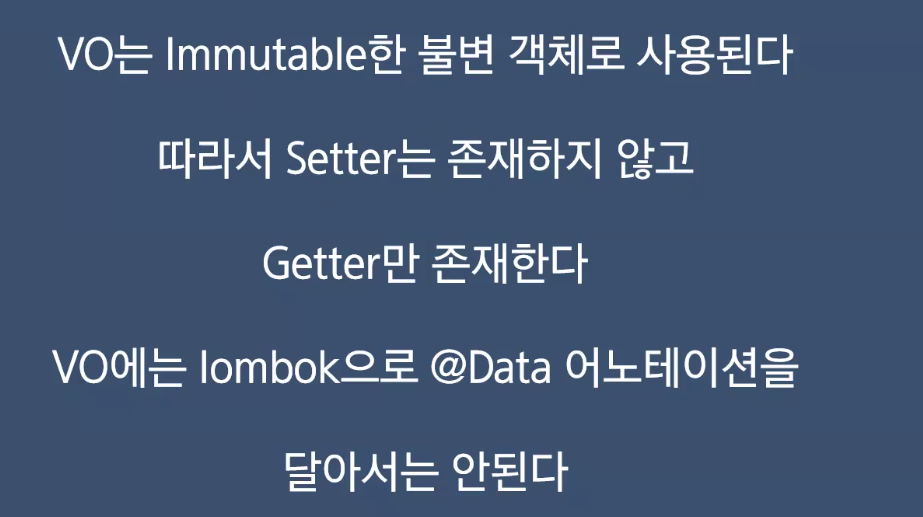 VO는 Immutable한 불변 객체로 사용된다
따라서 Setter는 존재하지 않고
Getter만 존재한다
VO에는 lombok으로 @Data 어노테이션을
달아서는 안된다